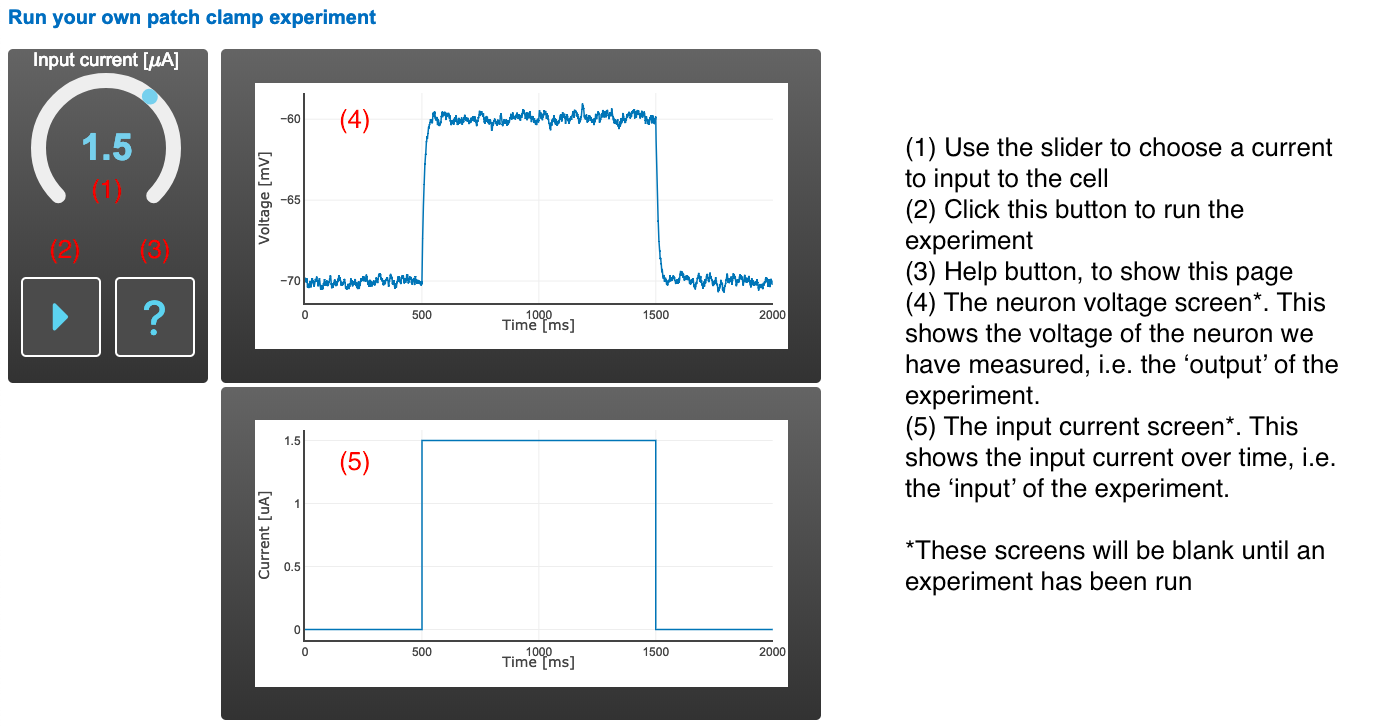 Run your own patch clamp experiment
Input current [μA]
1.5
(1)
(2)
(3)
?
(4)
Voltage [mV]
−60
−65
−70
0
500
1000
1500
2000
Time [ms]
(5)
Current [uA]
1.5
1
0.5
0
0
500
1000
1500
2000
Time [ms]
(1) Use the slider to choose a current
to input to the cell
(2) Click this button to run the
experiment
(3) Help button, to show this page
(4) The neuron voltage screen*. This
shows the voltage of the neuron we
have measured, i.e. the ‘output’ of the
experiment.
(5) The input current screen*. This
shows the input current over time, i.e.
the ‘input’ of the experiment.
*These screens will be blank until an
experiment has been run